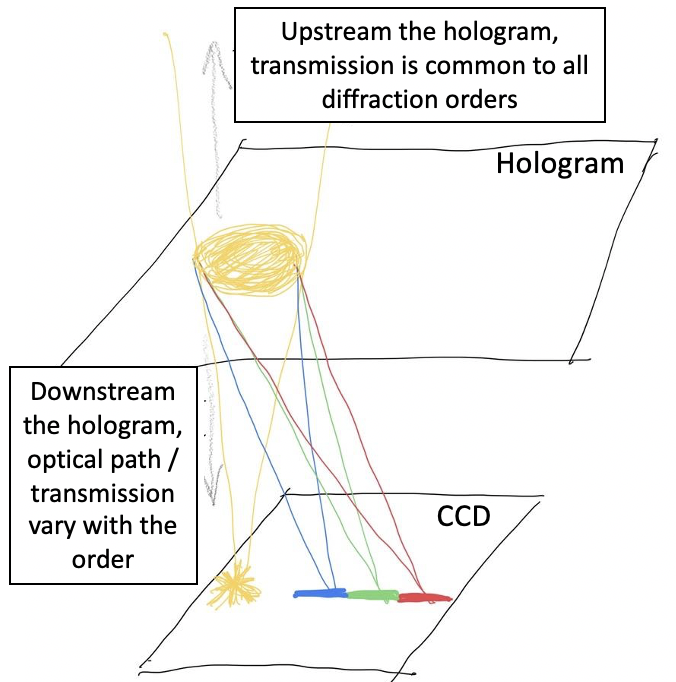 Upstream the hologram,
transmission is common to all
diffraction orders
Hologram
Downstream
the hologram,
optical path /
transmission
vary with the
order
CCD